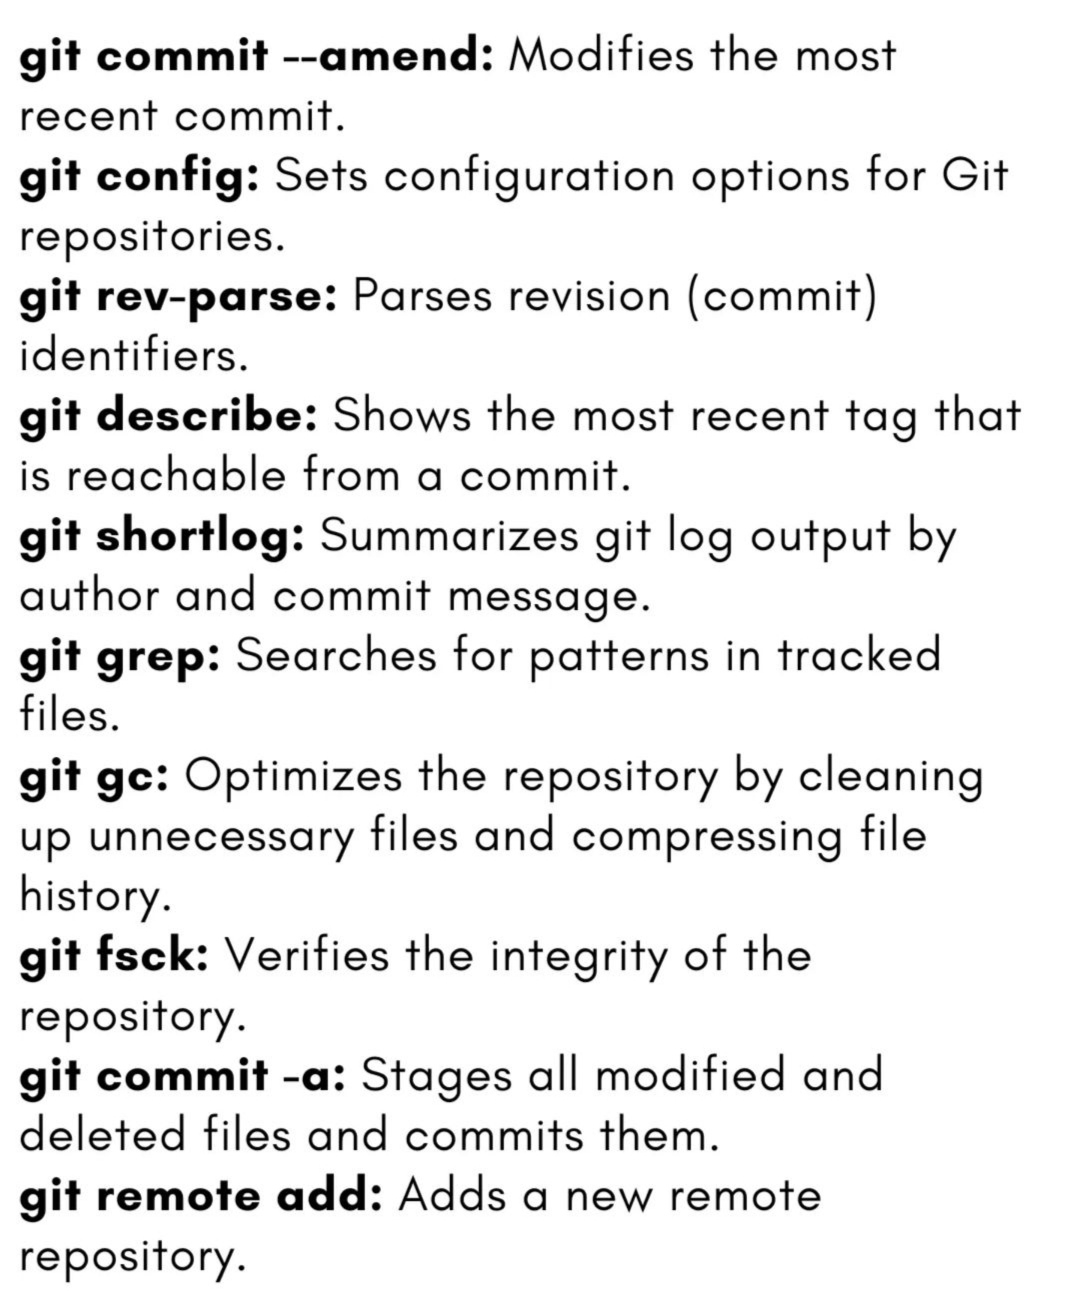 git commit --amend: Modifies the most
recent commit.
git config: Sets configuration options for Git
repositories.
git rev-parse: Parses revision (commit)
identifiers.
git describe: Shows the most recent tag that
is reachable from a commit.
git shortlog: Summarizes git log output by
author and commit message.
git grep: Searches for patterns in tracked
files.
git gc: Optimizes the repository by cleaning
up unnecessary files and compressing file
history.
git fsck: Verifies the integrity of the
repository.
git commit -a: Stages all modified and
deleted files and commits them.
git remote add: Adds a new remote
repository.